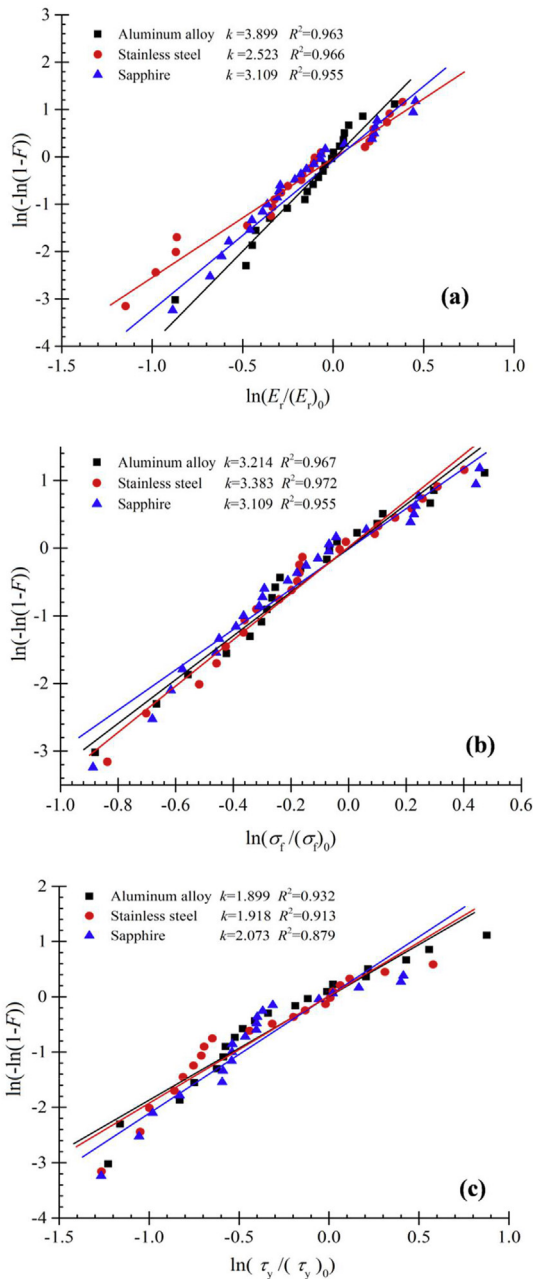 Aluminum alloy k=3.899 R²=0.963
Stainless steel k=2.523 R²=0.966
Sapphire k=3.109 R²=0.955
ln(-ln(1-F))
1
0
-1
-2
-3
-4
(a)
-1.5 -1.0 -0.5 0.0 0.5 1.0
ln(Er/(Er)0)
Aluminum alloy k=3.214 R²=0.967
Stainless steel k=3.383 R²=0.972
Sapphire k=3.109 R²=0.955
ln(-ln(1-F))
1
0
-1
-2
-3
(b)
-1.0 -0.8 -0.6 -0.4 -0.2 0.0 0.2 0.4 0.6
ln(σf/(σf)0)
2
Aluminum alloy k=1.899 R²=0.932
Stainless steel k=1.918 R²=0.913
Sapphire k=2.073 R²=0.879
ln(-ln(1-F))
1
0
-1
-2
-3
-4
(c)
-1.5 -1.0 -0.5 0.0 0.5 1.0
ln( τy/( τy )0)
3
2